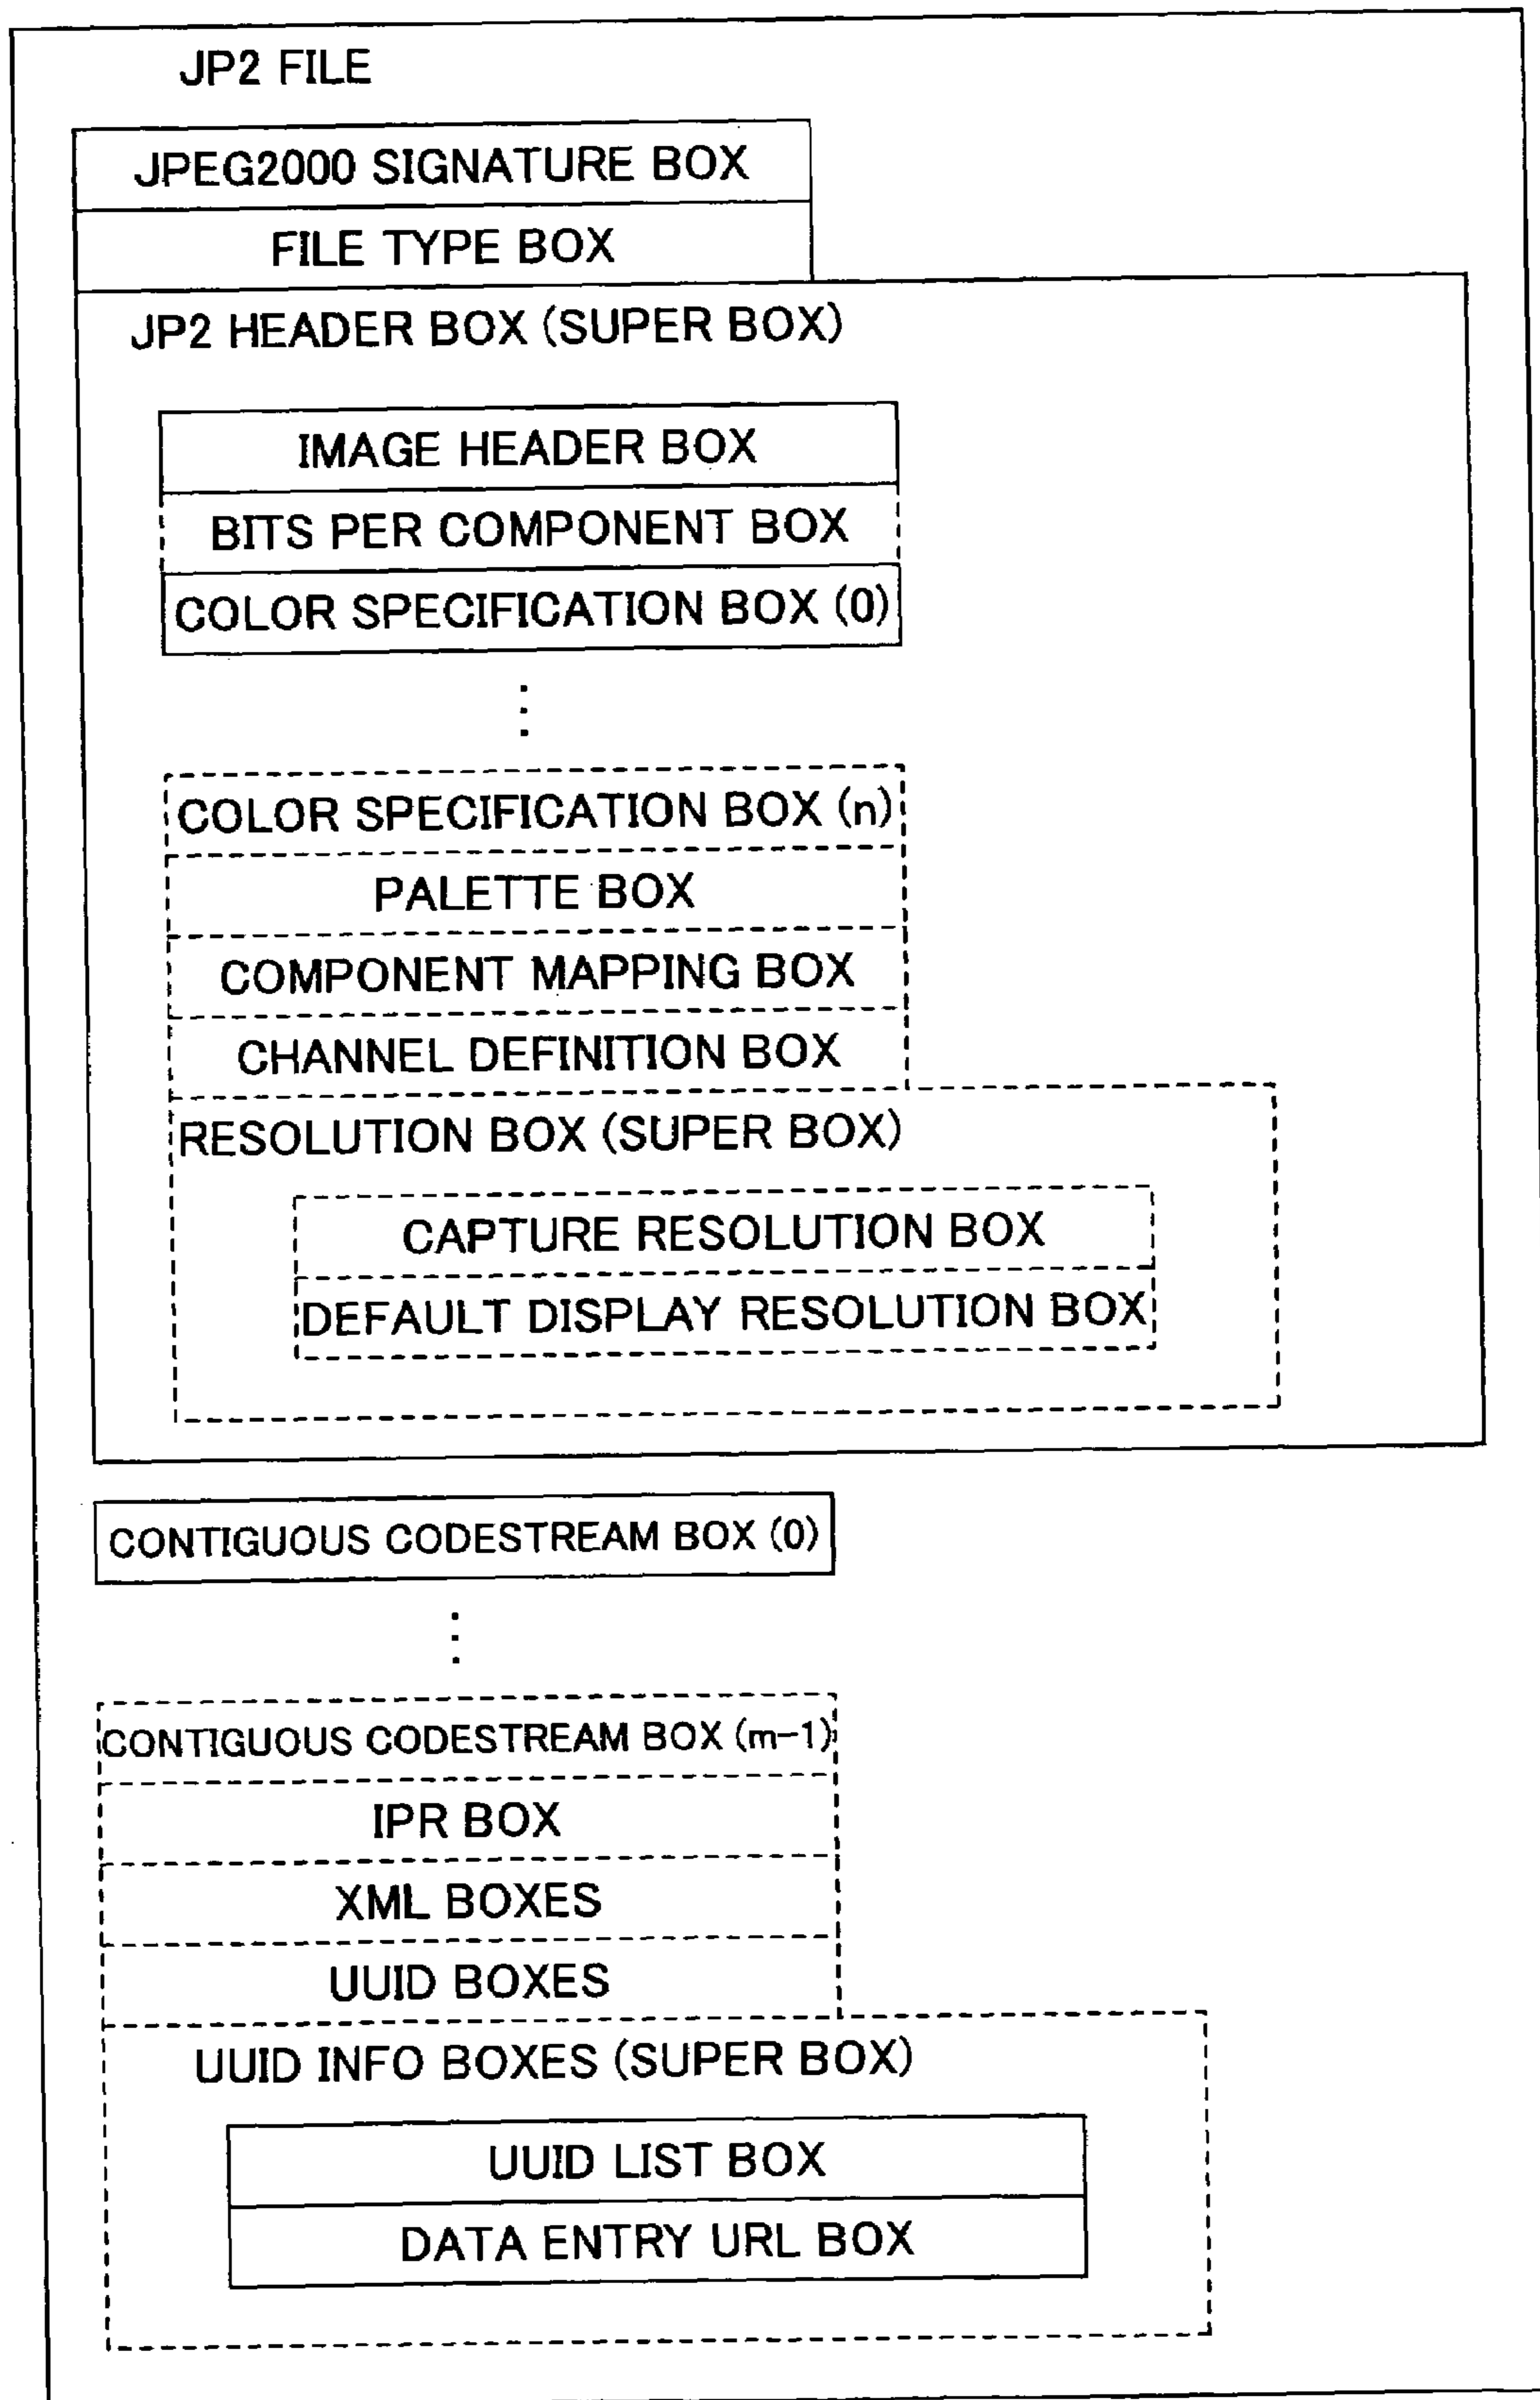 JP2 FILE
JPEG2000 SIGNATURE BOX
FILE TYPE BOX
JP2 HEADER BOX (SUPER BOX)
IMAGE HEADER BOX
BITS PER COMPONENT BOX
COLOR SPECIFICATION BOX (0)
⋮
COLOR SPECIFICATION BOX (n)
PALETTE BOX
COMPONENT MAPPING BOX
CHANNEL DEFINITION BOX
RESOLUTION BOX (SUPER BOX)
CAPTURE RESOLUTION BOX
DEFAULT DISPLAY RESOLUTION BOX
CONTIGUOUS CODESTREAM BOX (0)
⋮
CONTIGUOUS CODESTREAM BOX (m-1)
IPR BOX
XML BOXES
UUID BOXES
UUID INFO BOXES (SUPER BOX)
UUID LIST BOX
DATA ENTRY URL BOX